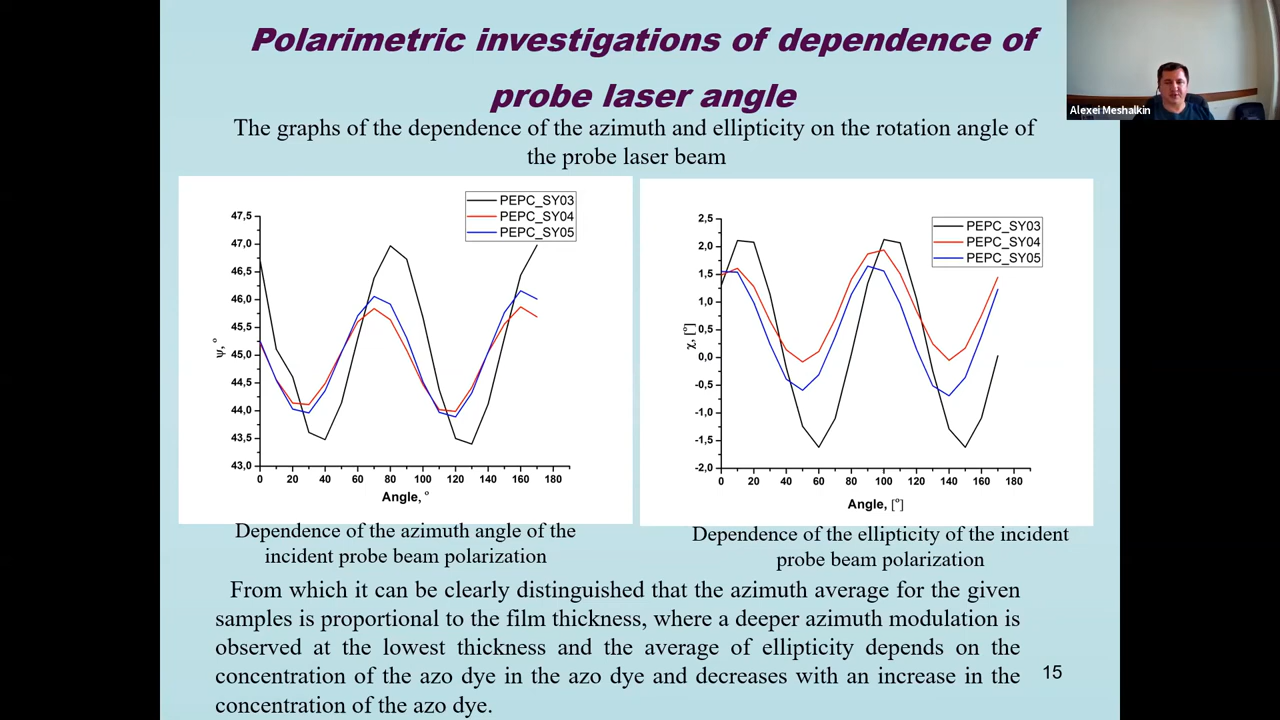 Polarimetric investigations of dependence of
probe laser angle
Alexei Meshalkin
The graphs of the dependence of the azimuth and ellipticity on the rotation angle of
the probe laser beam
PEPC_SY03
PEPC_SY04
PEPC_SY05
47,5
47,0
46,5
46,0
45,5
45,0
44,5
44,0
43,5
43,0
ψ, °
0 20 40 60 80 100 120 140 160 180
Angle, °
PEPC_SY03
PEPC_SY04
PEPC_SY05
2,5
2,0
1,5
1,0
0,5
0,0
-0,5
-1,0
-1,5
-2,0
χ, [°]
0 20 40 60 80 100 120 140 160 180
Angle, [°]
Dependence of the azimuth angle of the
incident probe beam polarization
Dependence of the ellipticity of the incident
probe beam polarization
From which it can be clearly distinguished that the azimuth average for the given
samples is proportional to the film thickness, where a deeper azimuth modulation is
observed at the lowest thickness and the average of ellipticity depends on the
concentration of the azo dye in the azo dye and decreases with an increase in the
concentration of the azo dye.
15